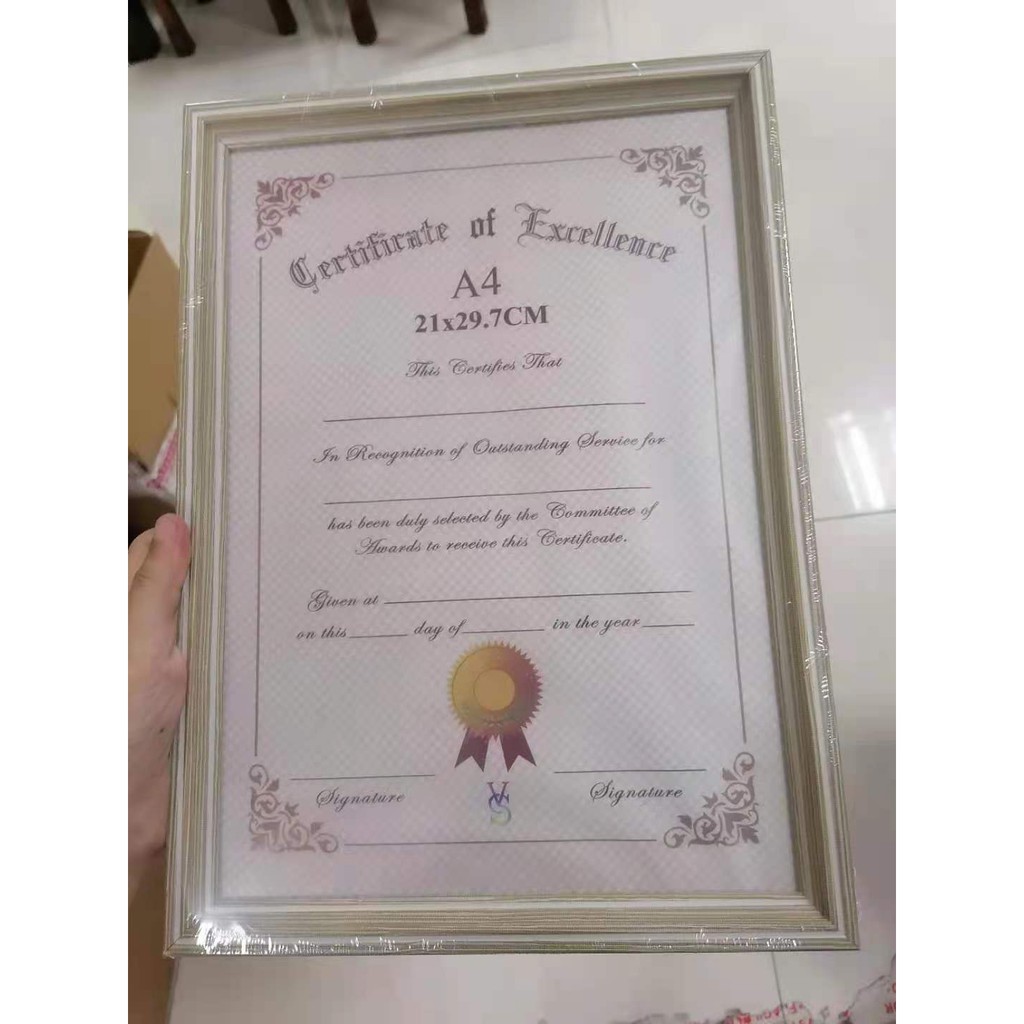 Certificate of Excellence
A4
21x29.7CM
This Certifies That
In Recognition of Outstanding Service for
has been duly selected by the Committee of
Awards to receive this Certificate.
Given at
on this day of in the year
Signature
VS
Signature